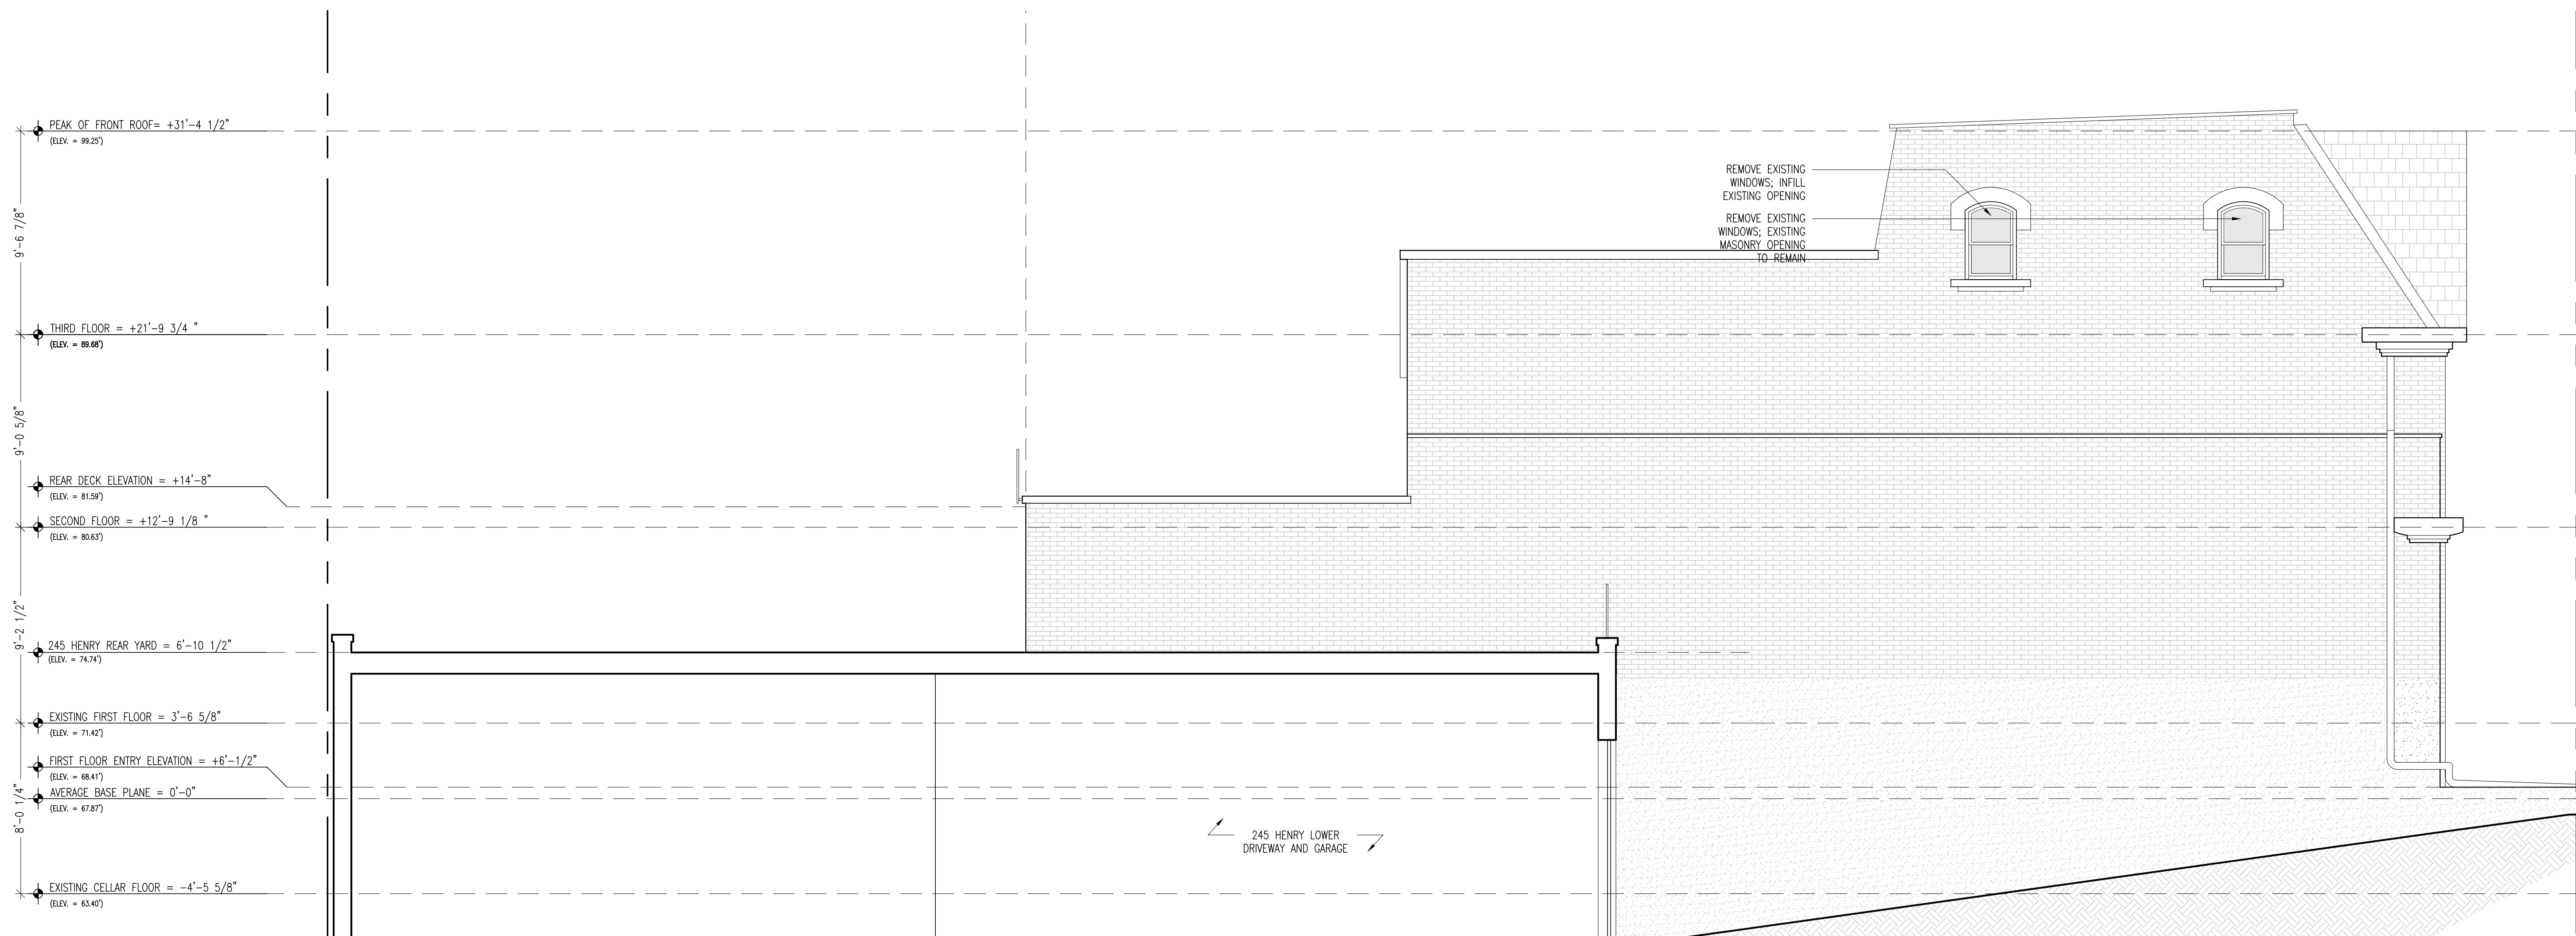 PEAK OF FRONT ROOF= +31'-4 1/2"
(ELEV. = 99.25')
9'-6 7/8"
THIRD FLOOR = +21'-9 3/4 "
(ELEV. = 89.68')
9'-0 5/8"
REAR DECK ELEVATION = +14'-8"
(ELEV. = 81.59')
SECOND FLOOR = +12'-9 1/8 "
(ELEV. = 80.63')
9'-2 1/2"
245 HENRY REAR YARD = 6'-10 1/2"
(ELEV. = 74.74')
EXISTING FIRST FLOOR = 3'-6 5/8"
(ELEV. = 71.42')
FIRST FLOOR ENTRY ELEVATION = +6'-1/2"
(ELEV. = 68.41')
AVERAGE BASE PLANE = 0'-0"
(ELEV. = 67.87')
8'-0 1/4"
EXISTING CELLAR FLOOR = -4'-5 5/8"
(ELEV. = 63.40')
REMOVE EXISTING
WINDOWS; INFILL
EXISTING OPENING
REMOVE EXISTING
WINDOWS; EXISTING
MASONRY OPENING
TO REMAIN
245 HENRY LOWER
DRIVEWAY AND GARAGE